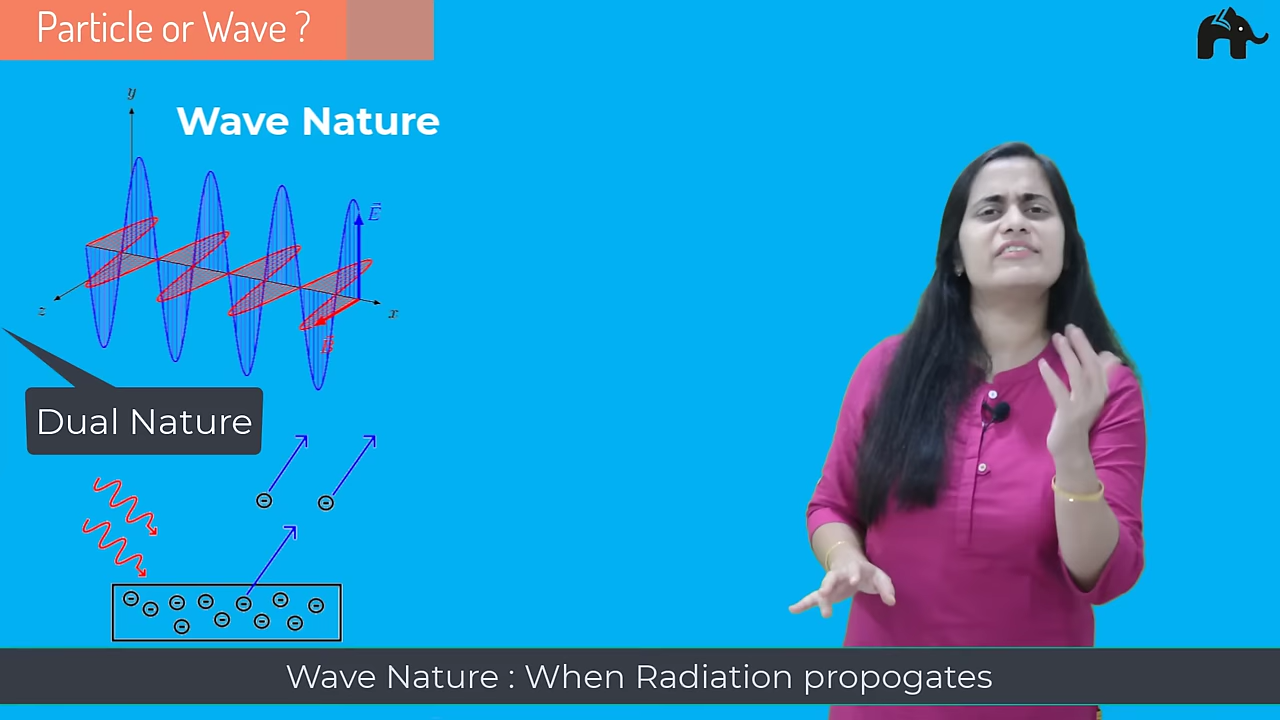 Particle or Wave ?
Wave Nature
y
E
z
x
Dual Nature
Wave Nature : When Radiation propogates